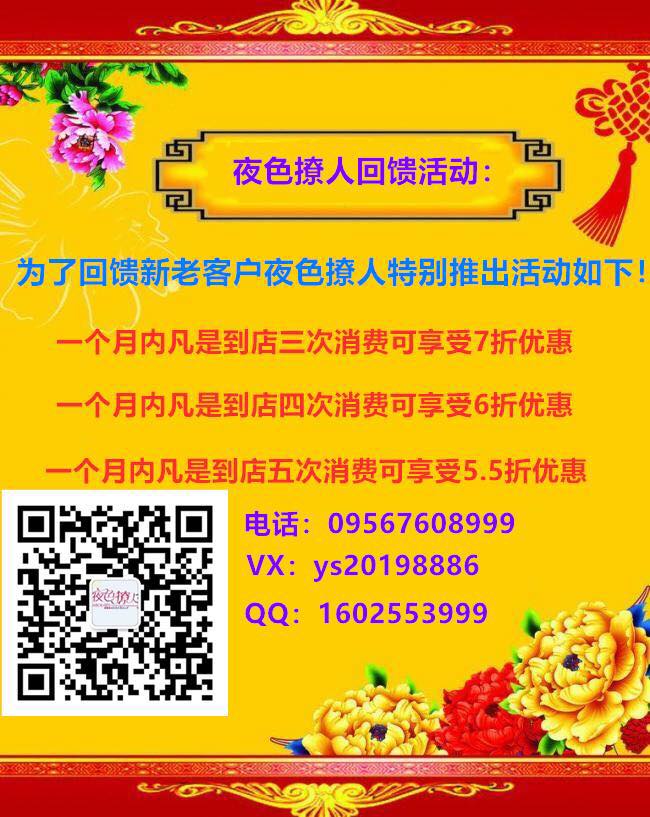 夜色撩人回馈活动：
为了回馈新老客户夜色撩人特别推出活动如下！
一个月内凡是到店三次消费可享受7折优惠
一个月内凡是到店四次消费可享受6折优惠
一个月内凡是到店五次消费可享受5.5折优惠
电话：09567608999
VX：ys20198886
QQ：1602553999
夜色撩人